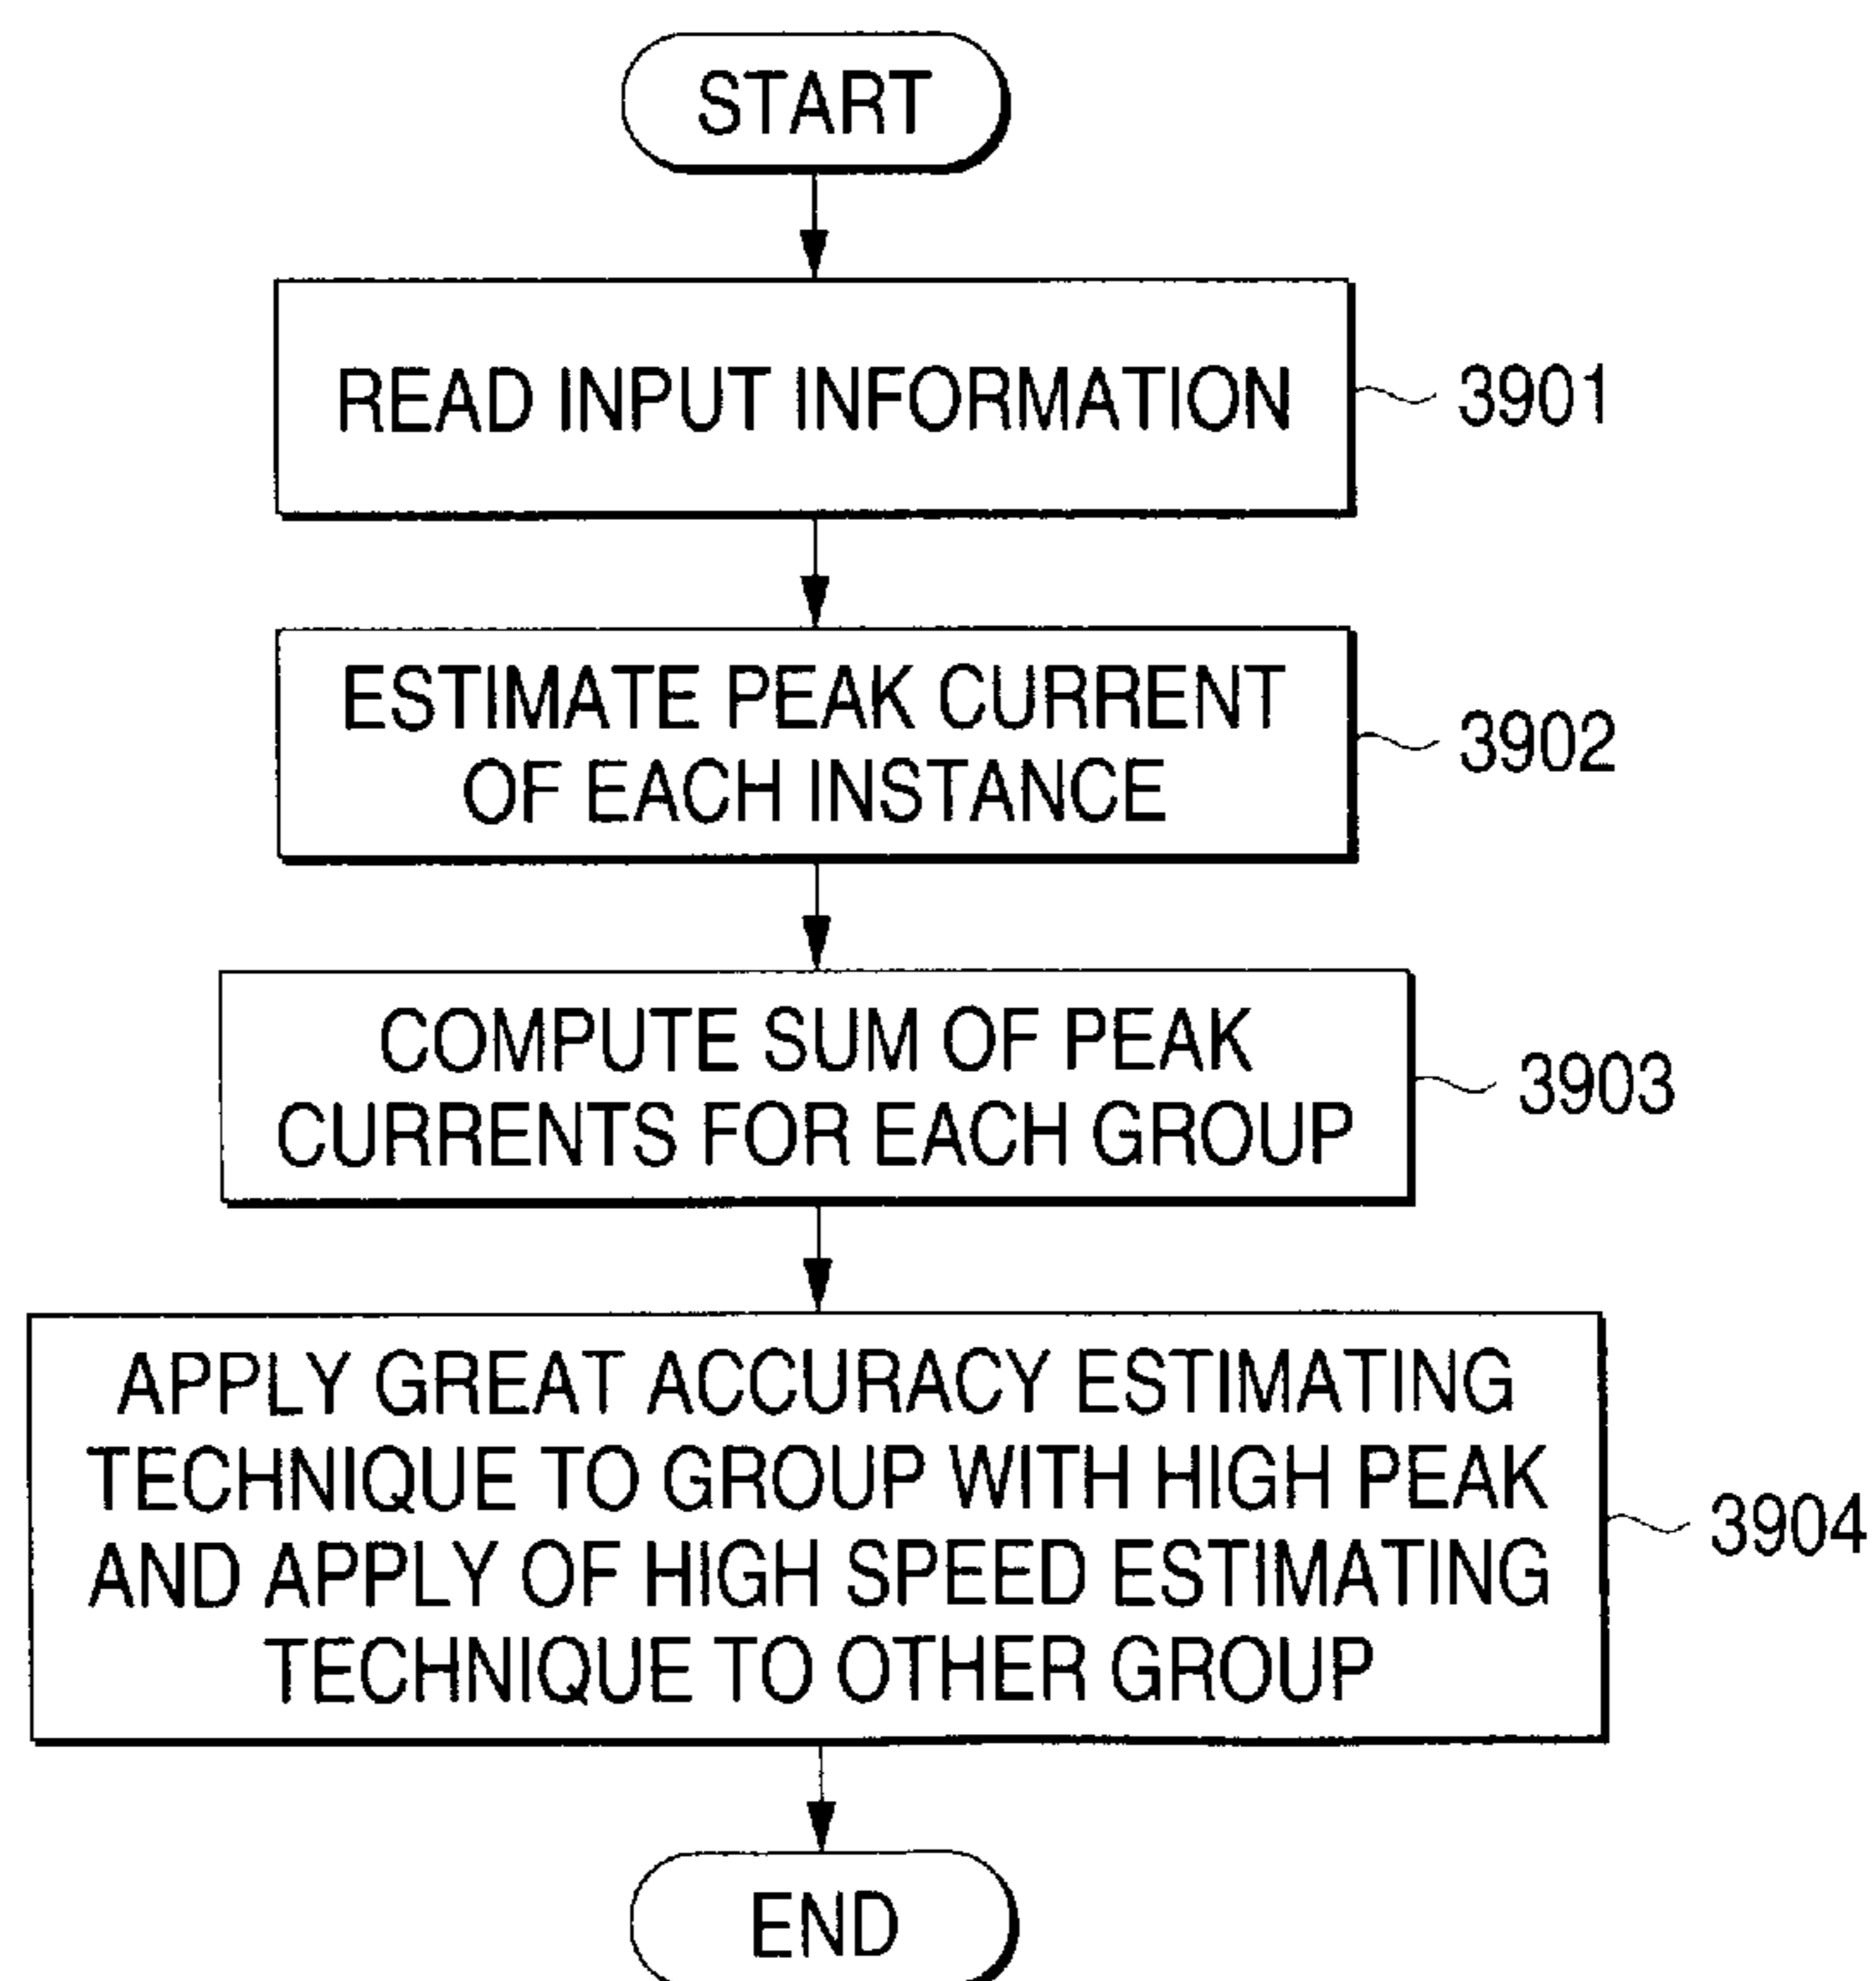 START
READ INPUT INFORMATION
3901
ESTIMATE PEAK CURRENT
OF EACH INSTANCE
3902
COMPUTE SUM OF PEAK
CURRENTS FOR EACH GROUP
3903
APPLY GREAT ACCURACY ESTIMATING
TECHNIQUE TO GROUP WITH HIGH PEAK
AND APPLY OF HIGH SPEED ESTIMATING
TECHNIQUE TO OTHER GROUP
3904
END